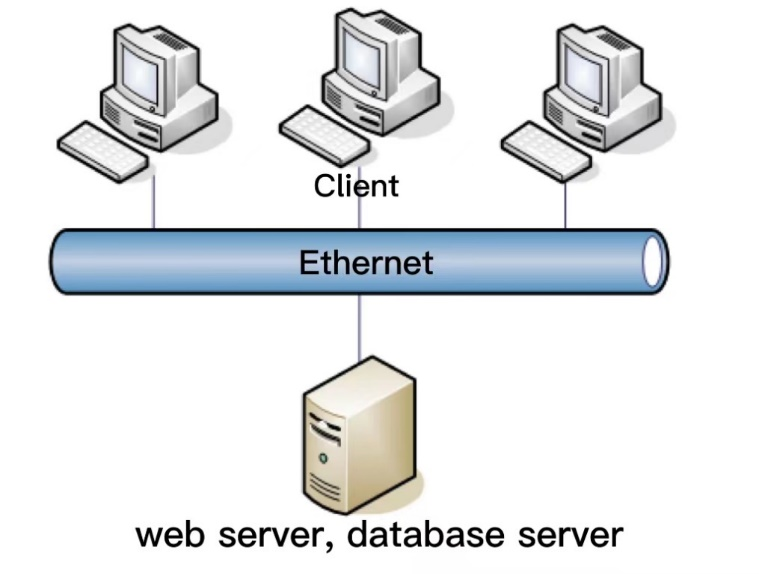 Client
Ethernet
web server, database server